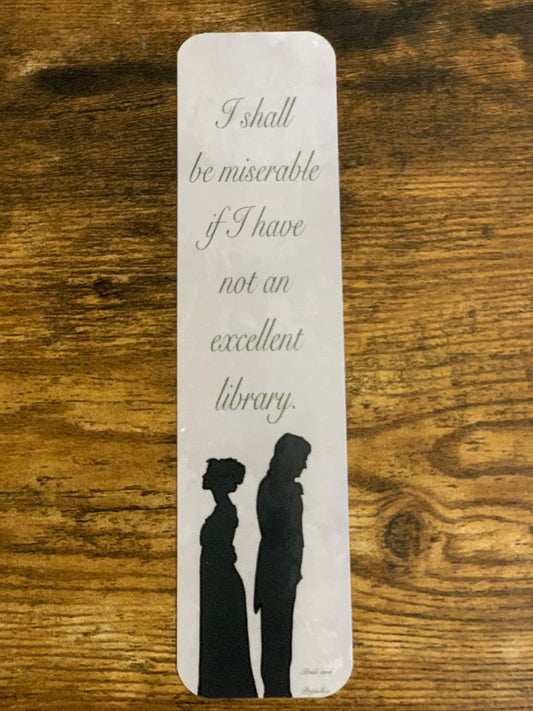 I shall
be miserable
if I have
not an
excellent
library.
Pride and
Prejudice